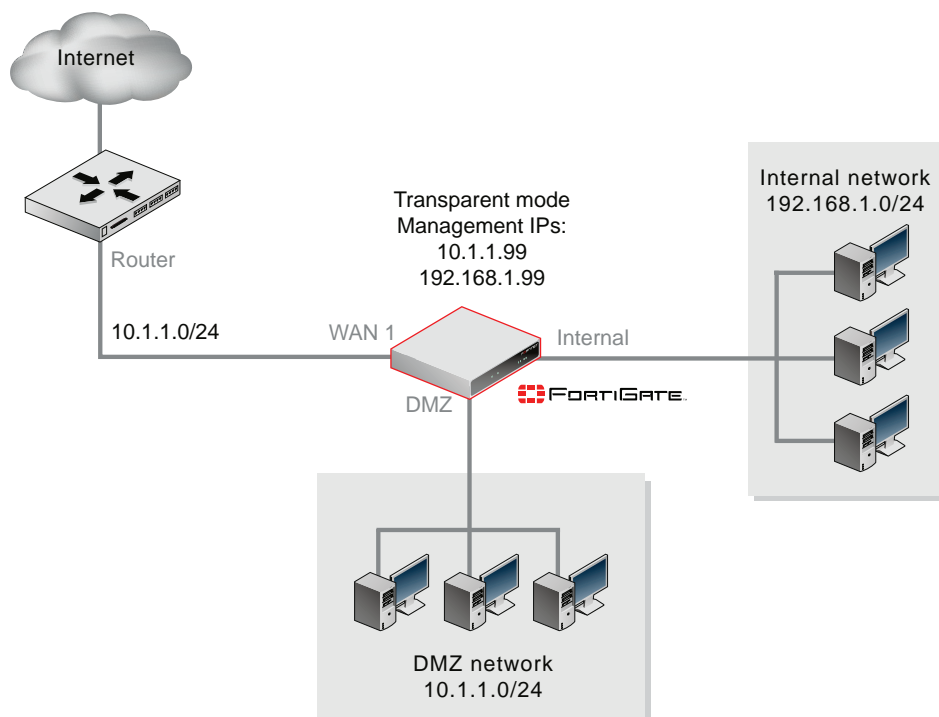 Internet
Router
10.1.1.0/24
Transparent mode
Management IPs:
10.1.1.99
192.168.1.99
WAN 1
Internal
DMZ
FORTIGATE
Internal network
192.168.1.0/24
DMZ network
10.1.1.0/24